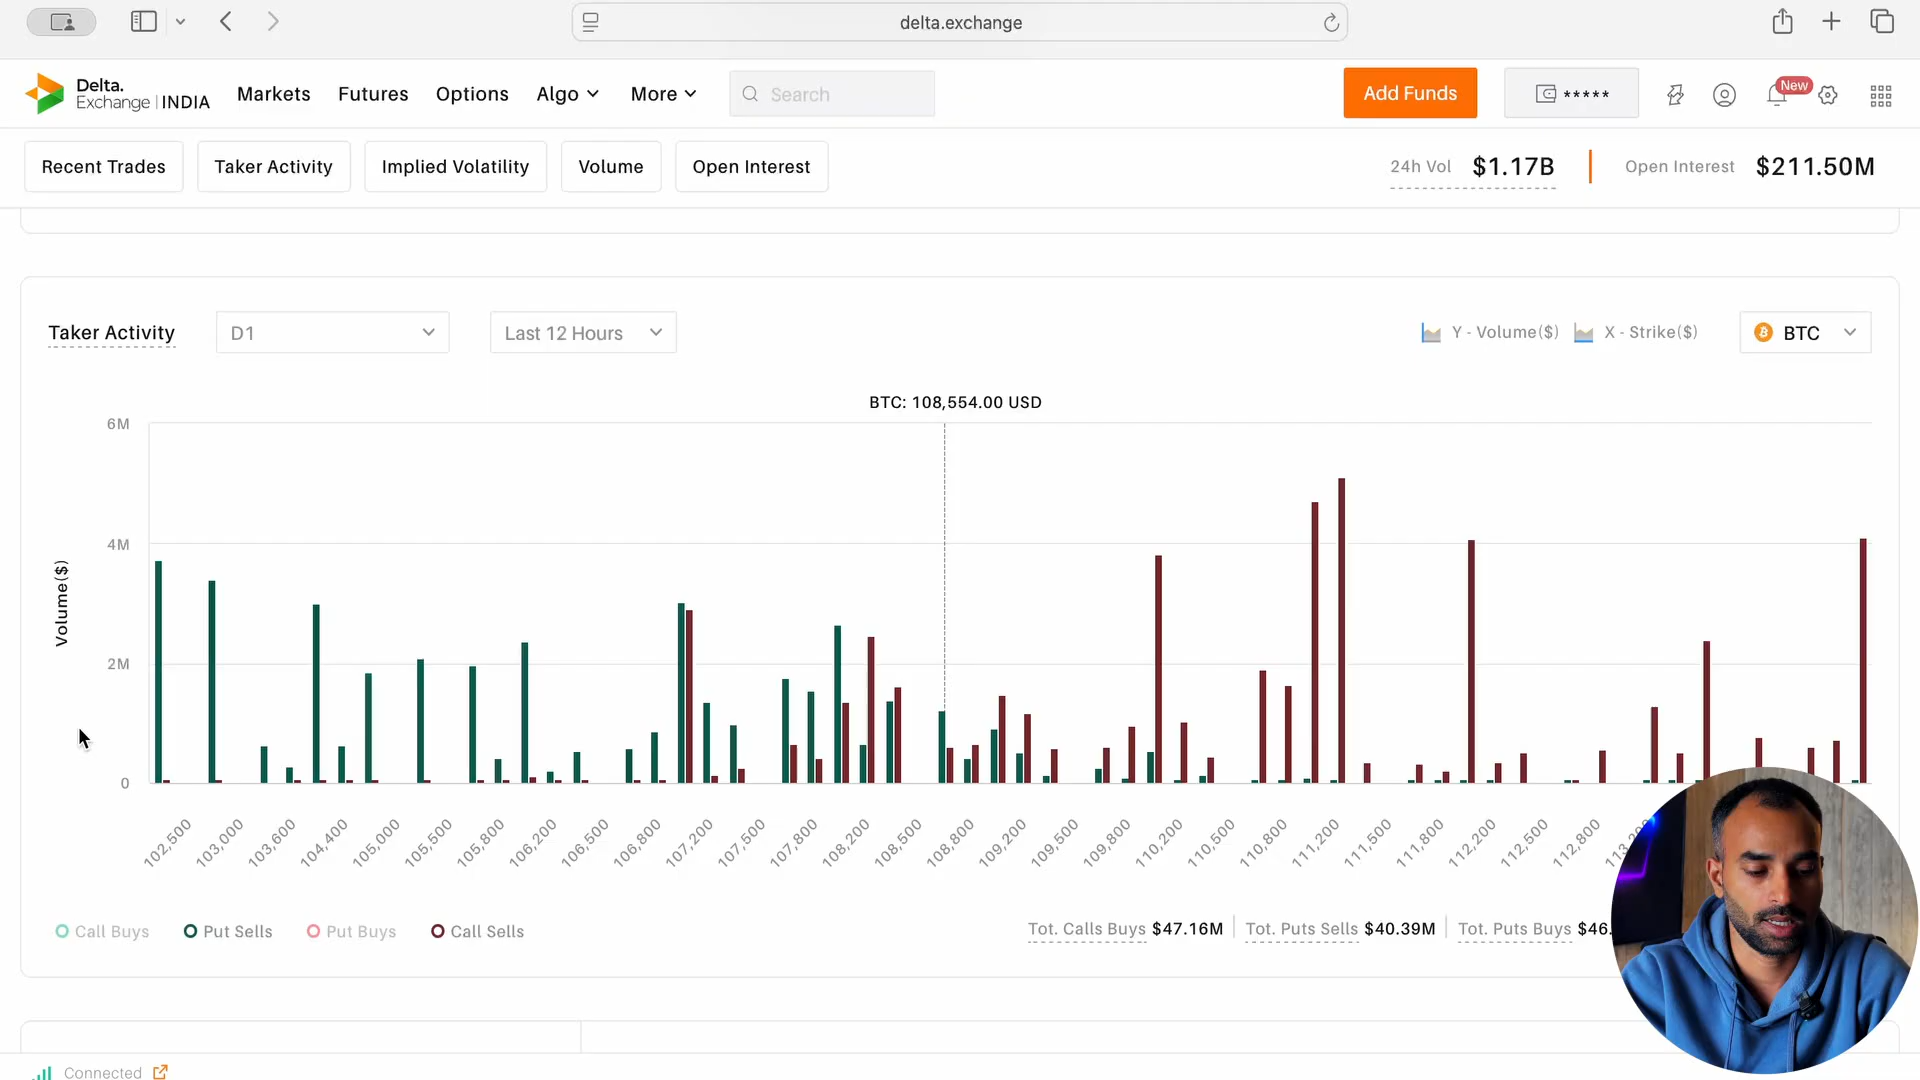 delta.exchange
Delta.
Exchange | INDIA
Markets
Futures
Options
Algo
More
Search
Add Funds
*****
New
Recent Trades
Taker Activity
Implied Volatility
Volume
Open Interest
24h Vol $1.17B
Open Interest $211.50M
Taker Activity
D1
Last 12 Hours
Y - Volume($)
X - Strike($)
BTC
BTC: 108,554.00 USD
6M
4M
2M
0
Volume($)
102,500
103,000
103,600
104,400
105,000
105,500
105,800
106,200
106,500
106,800
107,200
107,500
107,800
108,200
108,500
108,800
109,200
109,500
109,800
110,200
110,500
110,800
111,200
111,500
111,800
112,200
112,500
112,800
Call Buys
Put Sells
Put Buys
Call Sells
Tot. Calls Buys $47.16M
Tot. Puts Sells $40.39M
Tot. Puts Buys $46.
Connected